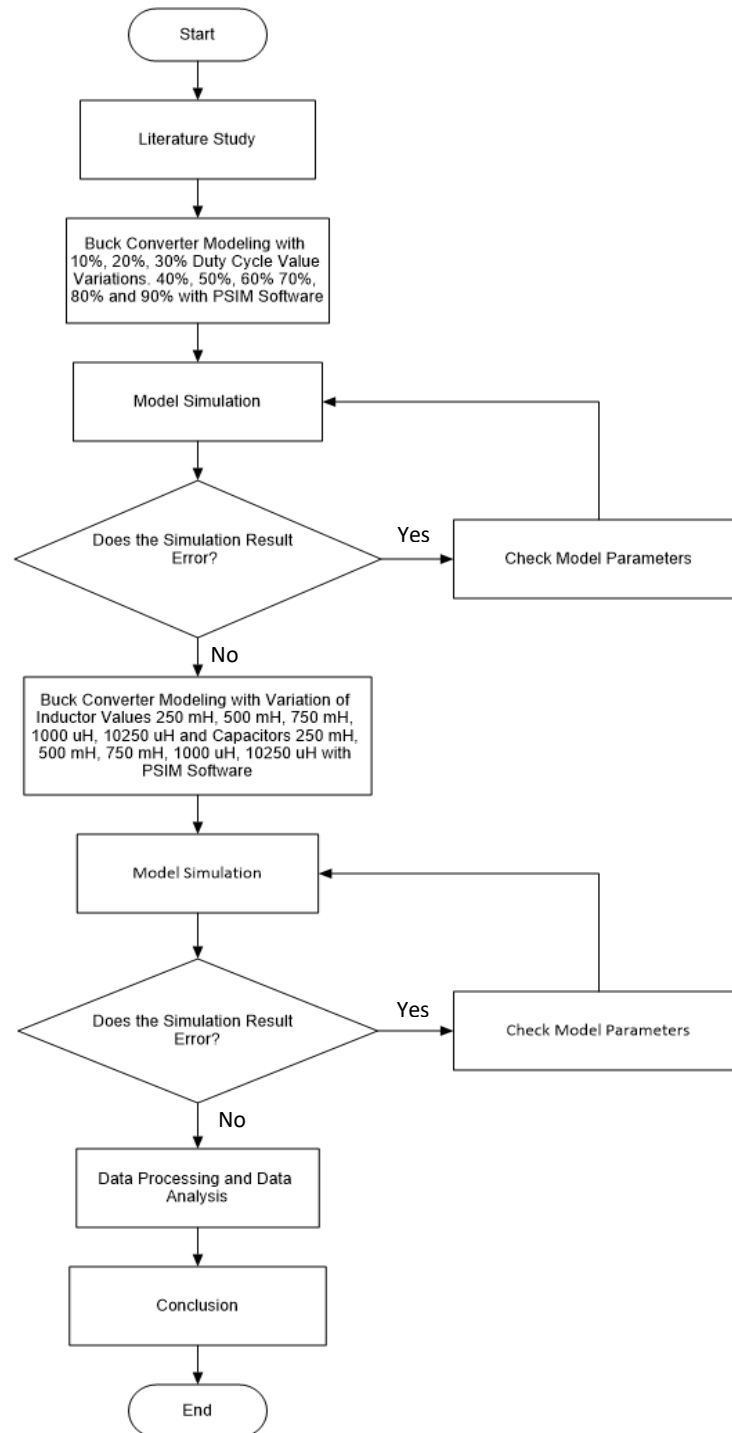 Start
Literature Study
Buck Converter Modeling with
10%, 20%, 30% Duty Cycle Value
Variations. 40%, 50%, 60% 70%,
80% and 90% with PSIM Software
Model Simulation
Does the Simulation Result
Error?
Yes
Check Model Parameters
No
Buck Converter Modeling with Variation of
Inductor Values 250 mH, 500 mH, 750 mH,
1000 uH, 10250 uH and Capacitors 250 mH,
500 mH, 750 mH, 1000 uH, 10250 uH with
PSIM Software
Model Simulation
Does the Simulation Result
Error?
Yes
Check Model Parameters
No
Data Processing and Data
Analysis
Conclusion
End